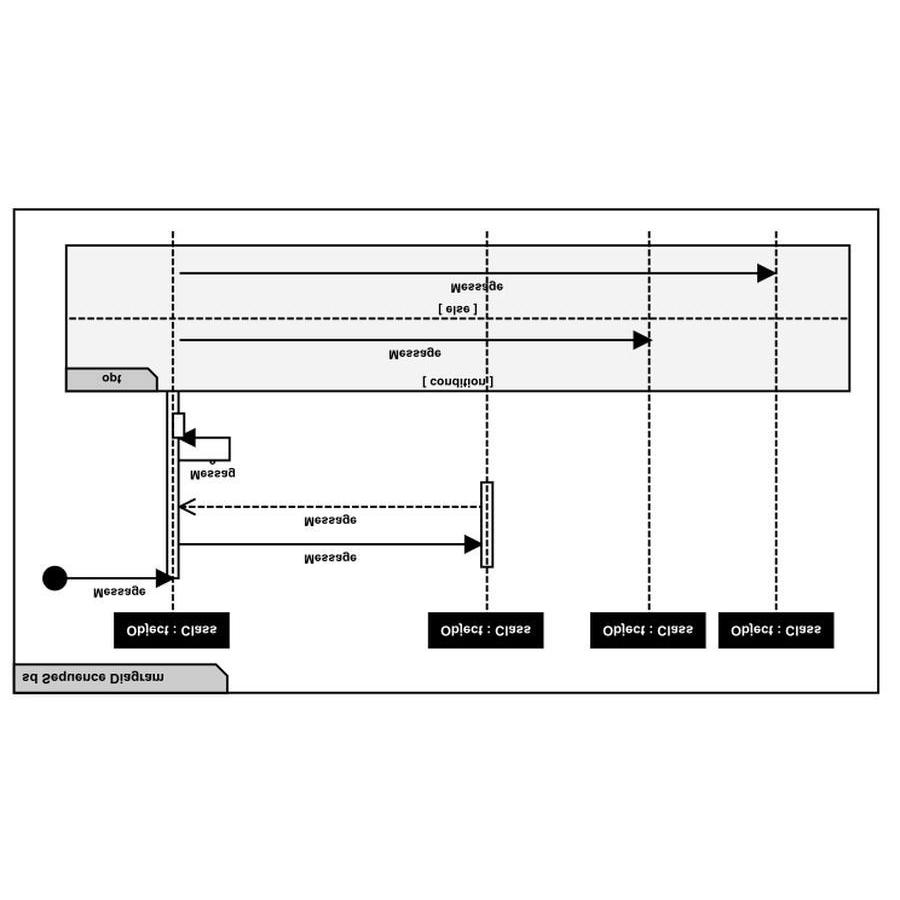 sd Sequence Diagram
Object : Class
Object : Class
Object : Class
Object : Class
Message
Message
Message
Messag
e
opt
[ condition ]
Message
[ else ]
Message